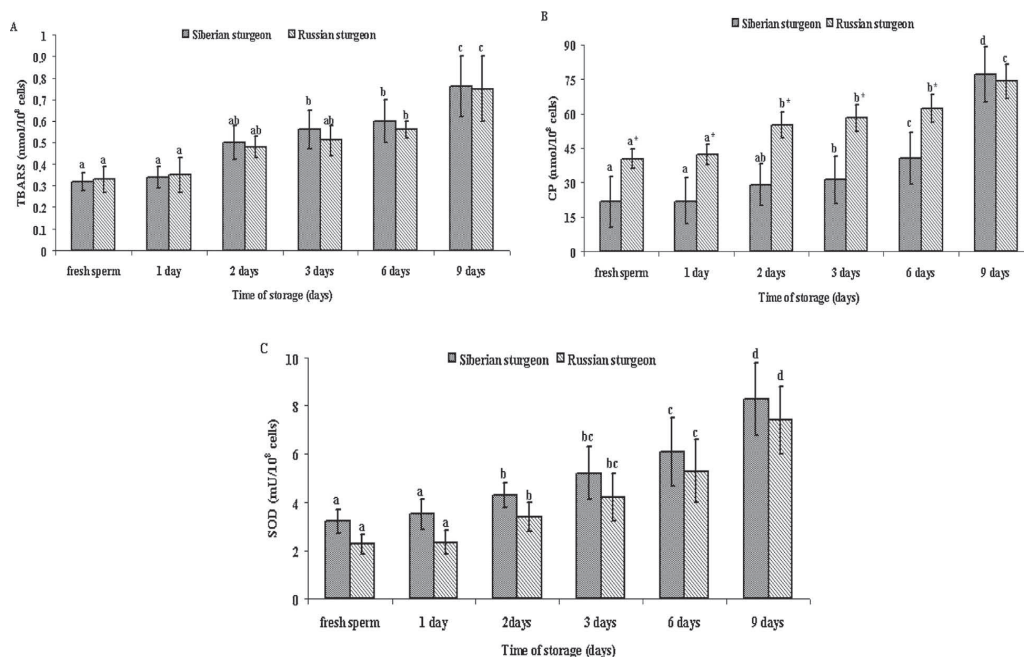 A
Siberian sturgeon Russian sturgeon
TBARS (nmol/10⁸ cells)
1
0,9
0,8
0,7
0,6
0,5
0,4
0,3
0,2
0,1
0
a a a a ab ab b ab b b c c
fresh sperm 1 day 2 days 3 days 6 days 9 days
Time of storage (days)
B
Siberian sturgeon Russian sturgeon
CP (nmol/10⁸ cells)
90
75
60
45
30
15
0
a a* a a* ab b* b b* c b* d c
fresh sperm 1 day 2 days 3 days 6 days 9 days
Time of storage (days)
C
Siberian sturgeon Russian sturgeon
SOD (mU/10⁸ cells)
10
8
6
4
2
0
a a a a b b bc bc c c d d
fresh sperm 1 day 2days 3 days 6 days 9 days
Time of storage (days)